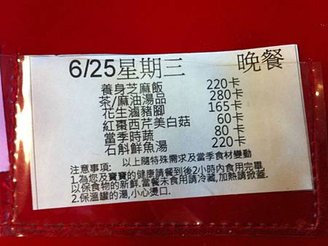 6/25星期三 晚餐
養身芝麻飯 220卡
茶/麻油湯品 280卡
花生滷豬腳 165卡
紅棗西芹美白菇 60卡
當季時蔬 80卡
石斛鮮魚湯 220卡
以上隨特殊需求及當季食材變動
注意事項:
1.為您及寶寶的健康請餐到後2小時內食用完畢,
以保食物的新鮮.當餐未食用請冷藏,加熱請掀蓋.
2.保溫罐的湯,小心燙口.